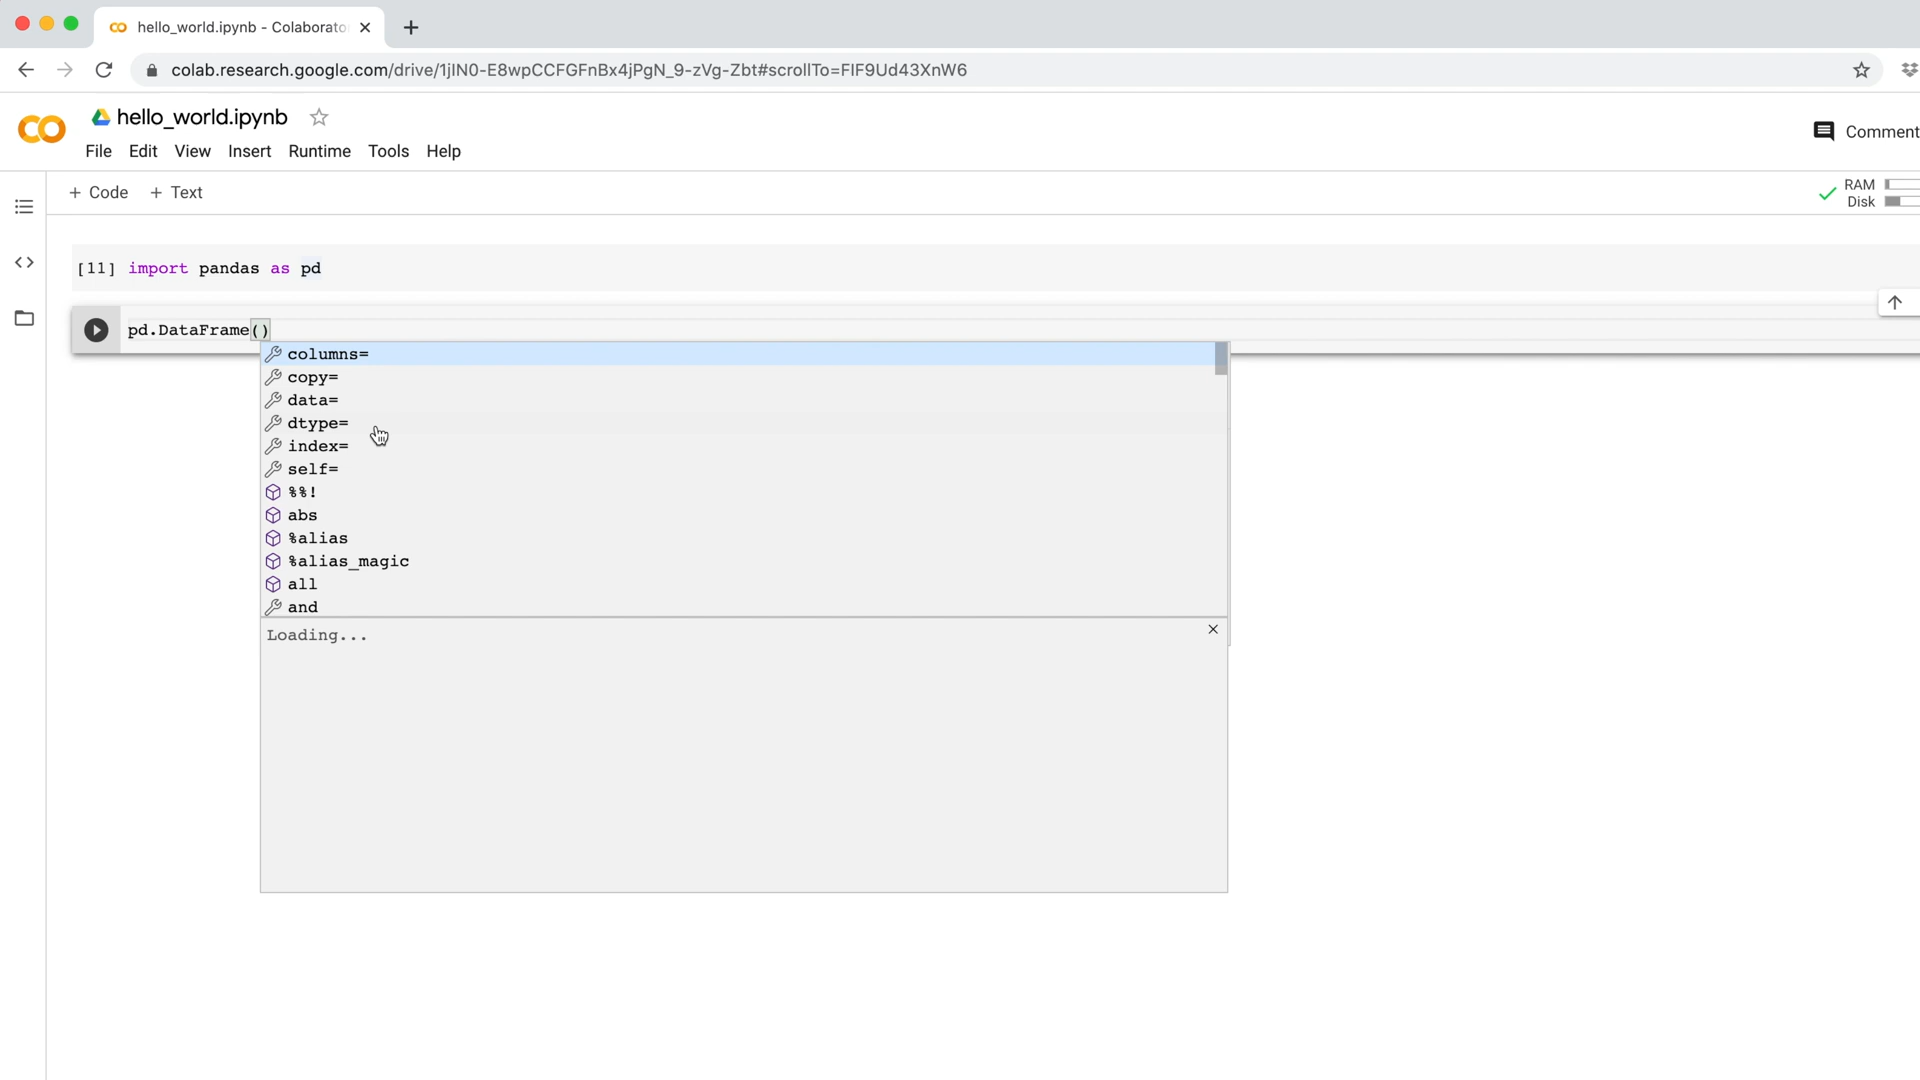 hello_world.ipynb - Colaborato
colab.research.google.com/drive/1jIN0-E8wpCCFGFnBx4jPgN_9-zVg-Zbt#scrollTo=FIF9Ud43XnW6
hello_world.ipynb
Comment
File Edit View Insert Runtime Tools Help
+ Code + Text
RAM
Disk
[11] import pandas as pd
pd.DataFrame()
columns=
copy=
data=
dtype=
index=
self=
%%!
abs
%alias
%alias_magic
all
and
Loading...